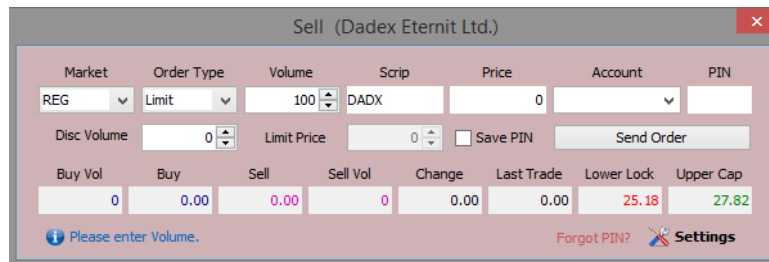 Sell (Dadex Eternit Ltd.)
Market Order Type Volume Scrip Price Account PIN
REG Limit 100 DADX 0
Disc Volume 0 Limit Price 0 Save PIN Send Order
Buy Vol Buy Sell Sell Vol Change Last Trade Lower Lock Upper Cap
0 0.00 0.00 0 0.00 0.00 25.18 27.82
Please enter Volume. Forgot PIN? Settings